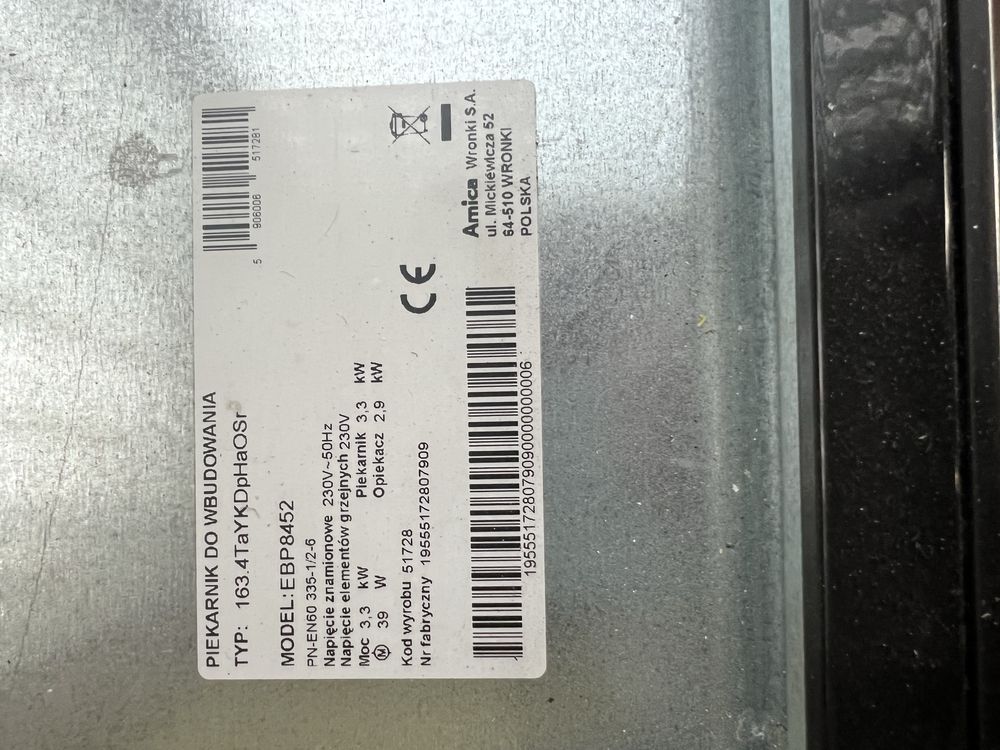 PIEKARNIK DO WBUDOWANIA
TYP: 163.4TaYKDpHaOSr
5 906006 517281
MODEL: EBP8452
PN-EN60 335-1/2-6
Napięcie znamionowe 230V~50Hz
Napięcie elementów grzejnych 230V
Moc 3,3 kW Piekarnik 3,3 kW
M 39 W Opiekacz 2,9 kW
CE
Kod wyrobu 51728
Nr fabryczny 19555172807909
Amica Wronki S.A.
ul. Mickiéwicza 52
64-510 WRONKI
POLSKA
195551728079090000000006